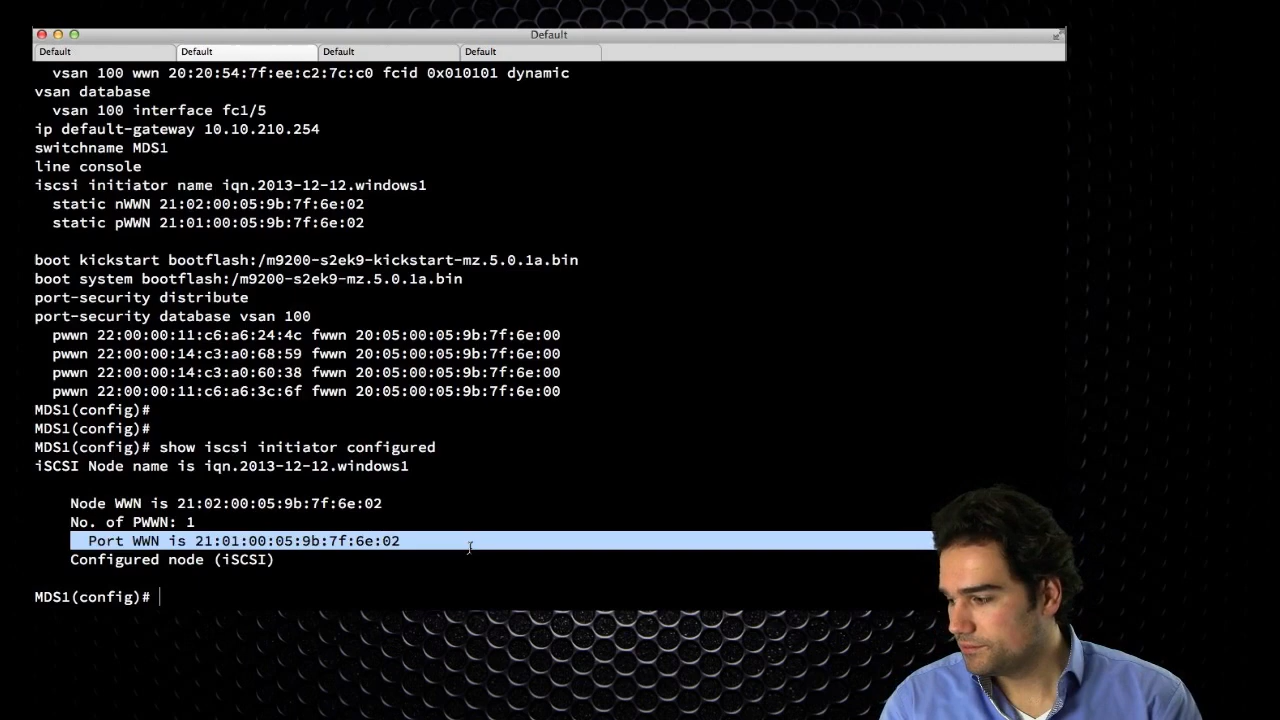 Default
Default
Default
Default
Default
vsan 100 wwn 20:20:54:7f:ee:c2:7c:c0 fcid 0x010101 dynamic
vsan database
vsan 100 interface fc1/5
ip default-gateway 10.10.210.254
switchname MDS1
line console
iscsi initiator name iqn.2013-12-12.windows1
static nWWN 21:02:00:05:9b:7f:6e:02
static pWWN 21:01:00:05:9b:7f:6e:02
boot kickstart bootflash:/m9200-s2ek9-kickstart-mz.5.0.1a.bin
boot system bootflash:/m9200-s2ek9-mz.5.0.1a.bin
port-security distribute
port-security database vsan 100
pwwn 22:00:00:11:c6:a6:24:4c fwwn 20:05:00:05:9b:7f:6e:00
pwwn 22:00:00:14:c3:a0:68:59 fwwn 20:05:00:05:9b:7f:6e:00
pwwn 22:00:00:14:c3:a0:60:38 fwwn 20:05:00:05:9b:7f:6e:00
pwwn 22:00:00:11:c6:a6:3c:6f fwwn 20:05:00:05:9b:7f:6e:00
MDS1(config)#
MDS1(config)#
MDS1(config)# show iscsi initiator configured
iSCSI Node name is iqn.2013-12-12.windows1
Node WWN is 21:02:00:05:9b:7f:6e:02
No. of PWWN: 1
Port WWN is 21:01:00:05:9b:7f:6e:02
Configured node (iSCSI)
MDS1(config)#